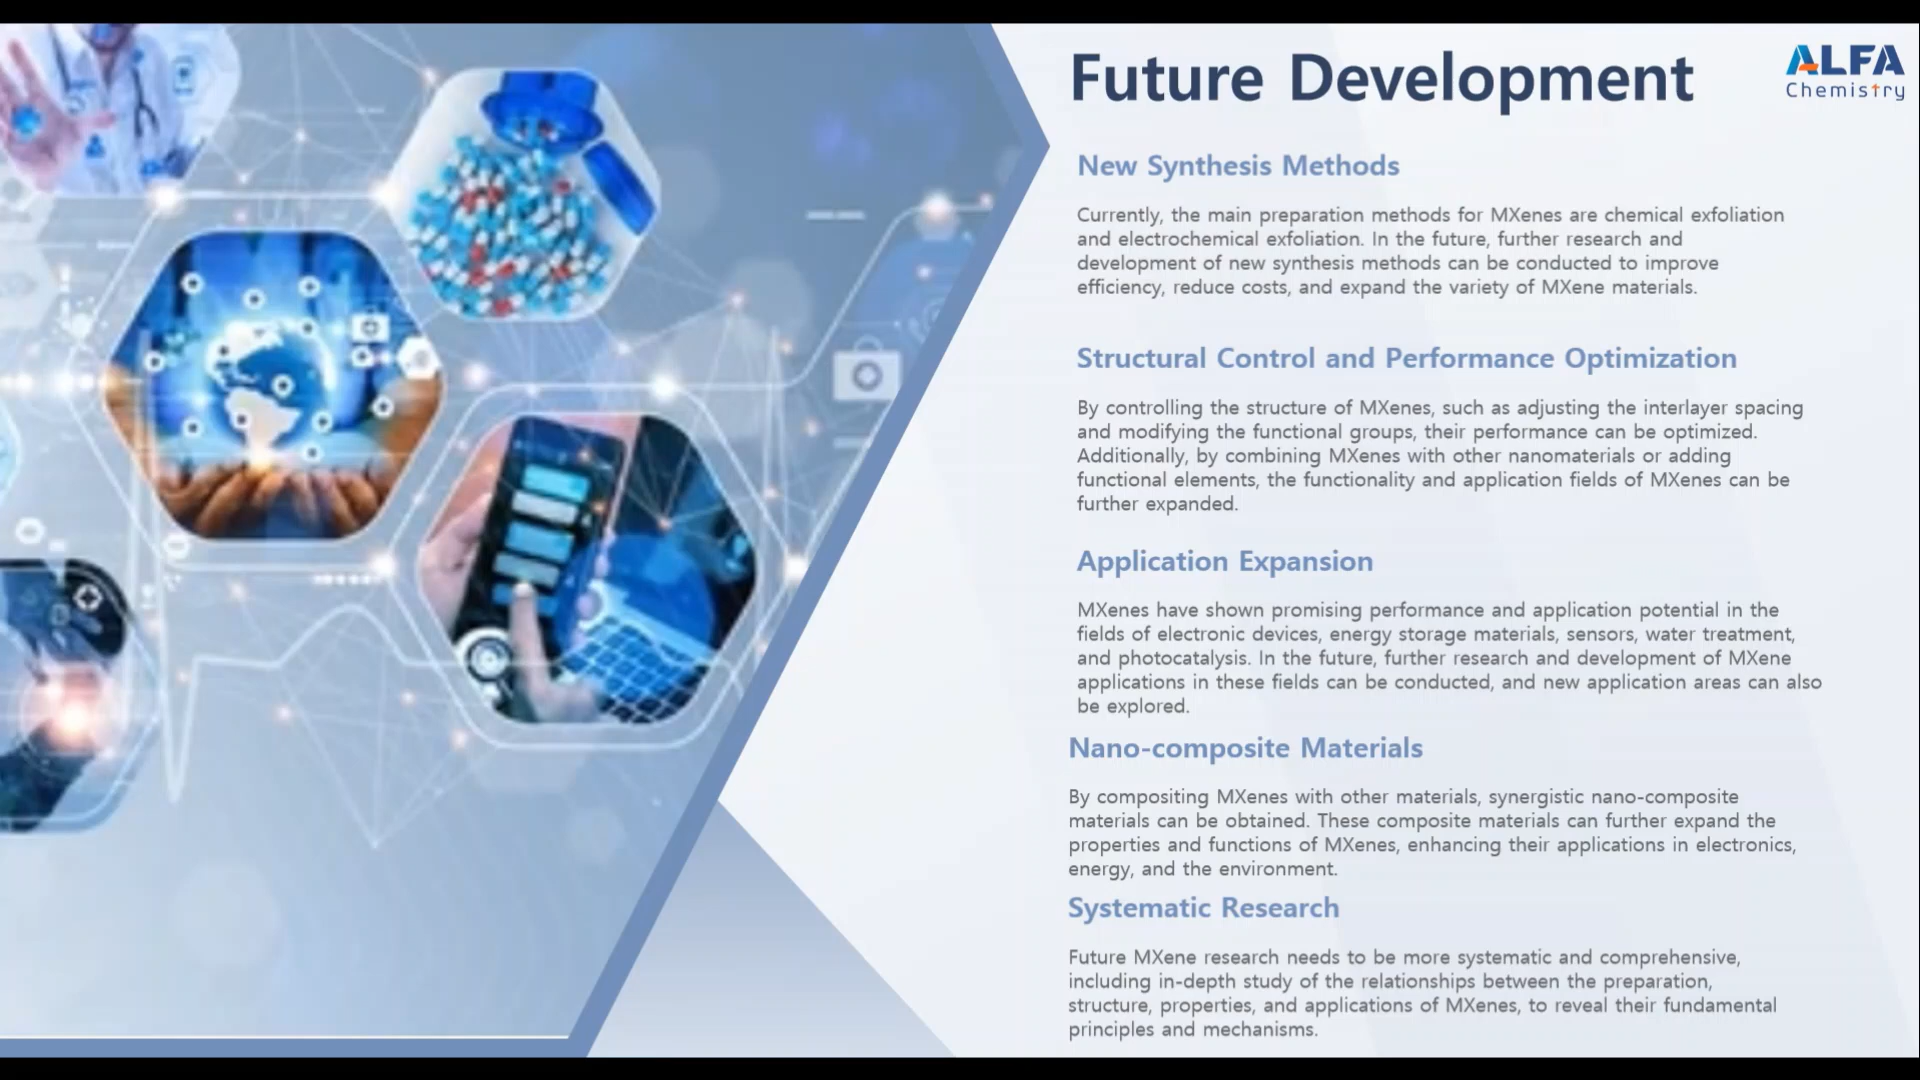 Future Development
ALFA
Chemistry
New Synthesis Methods
Currently, the main preparation methods for MXenes are chemical exfoliation
and electrochemical exfoliation. In the future, further research and
development of new synthesis methods can be conducted to improve
efficiency, reduce costs, and expand the variety of MXene materials.
Structural Control and Performance Optimization
By controlling the structure of MXenes, such as adjusting the interlayer spacing
and modifying the functional groups, their performance can be optimized.
Additionally, by combining MXenes with other nanomaterials or adding
functional elements, the functionality and application fields of MXenes can be
further expanded.
Application Expansion
MXenes have shown promising performance and application potential in the
fields of electronic devices, energy storage materials, sensors, water treatment,
and photocatalysis. In the future, further research and development of MXene
applications in these fields can be conducted, and new application areas can also
be explored.
Nano-composite Materials
By compositing MXenes with other materials, synergistic nano-composite
materials can be obtained. These composite materials can further expand the
properties and functions of MXenes, enhancing their applications in electronics,
energy, and the environment.
Systematic Research
Future MXene research needs to be more systematic and comprehensive,
including in-depth study of the relationships between the preparation,
structure, properties, and applications of MXenes, to reveal their fundamental
principles and mechanisms.